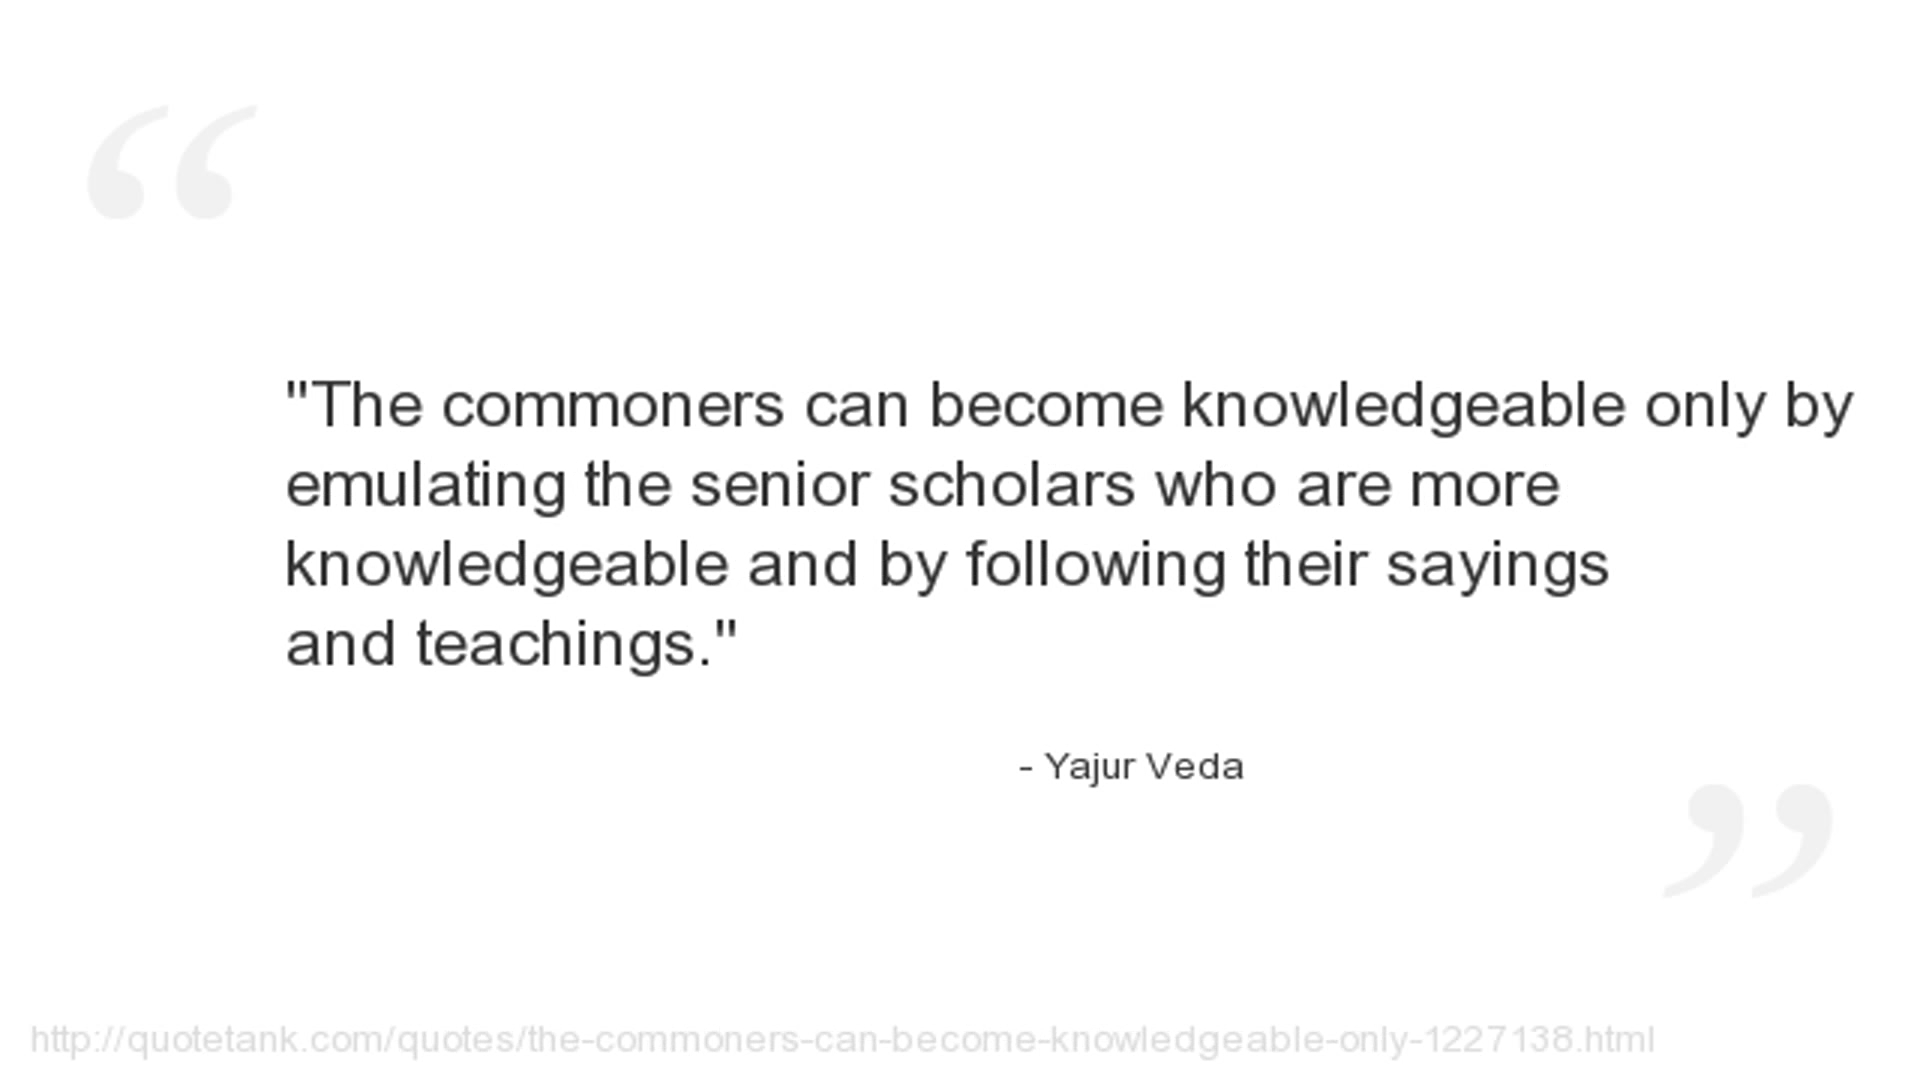 "The commoners can become knowledgeable only by
emulating the senior scholars who are more
knowledgeable and by following their sayings
and teachings."
- Yajur Veda
http://quotetank.com/quotes/the-commoners-can-become-knowledgeable-only-1227138.html